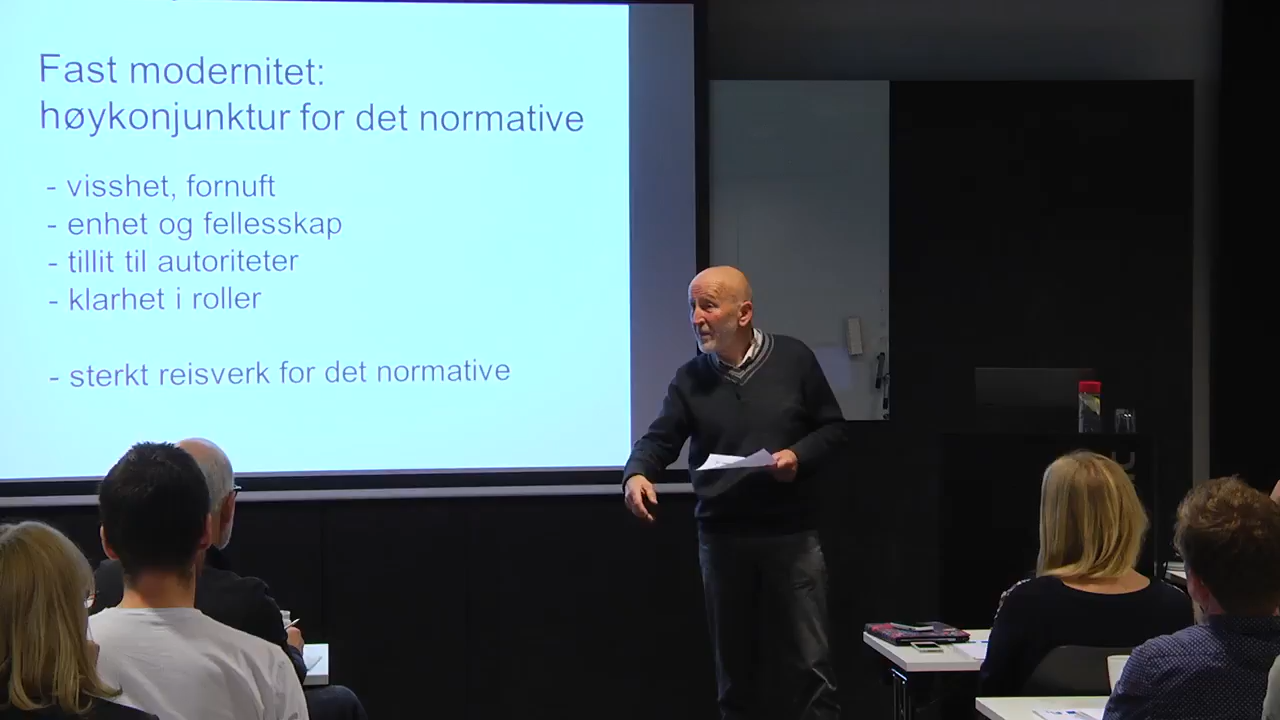 Fast modernitet:
høykonjunktur for det normative
- visshet, fornuft
- enhet og fellesskap
- tillit til autoriteter
- klarhet i roller
- sterkt reisverk for det normative